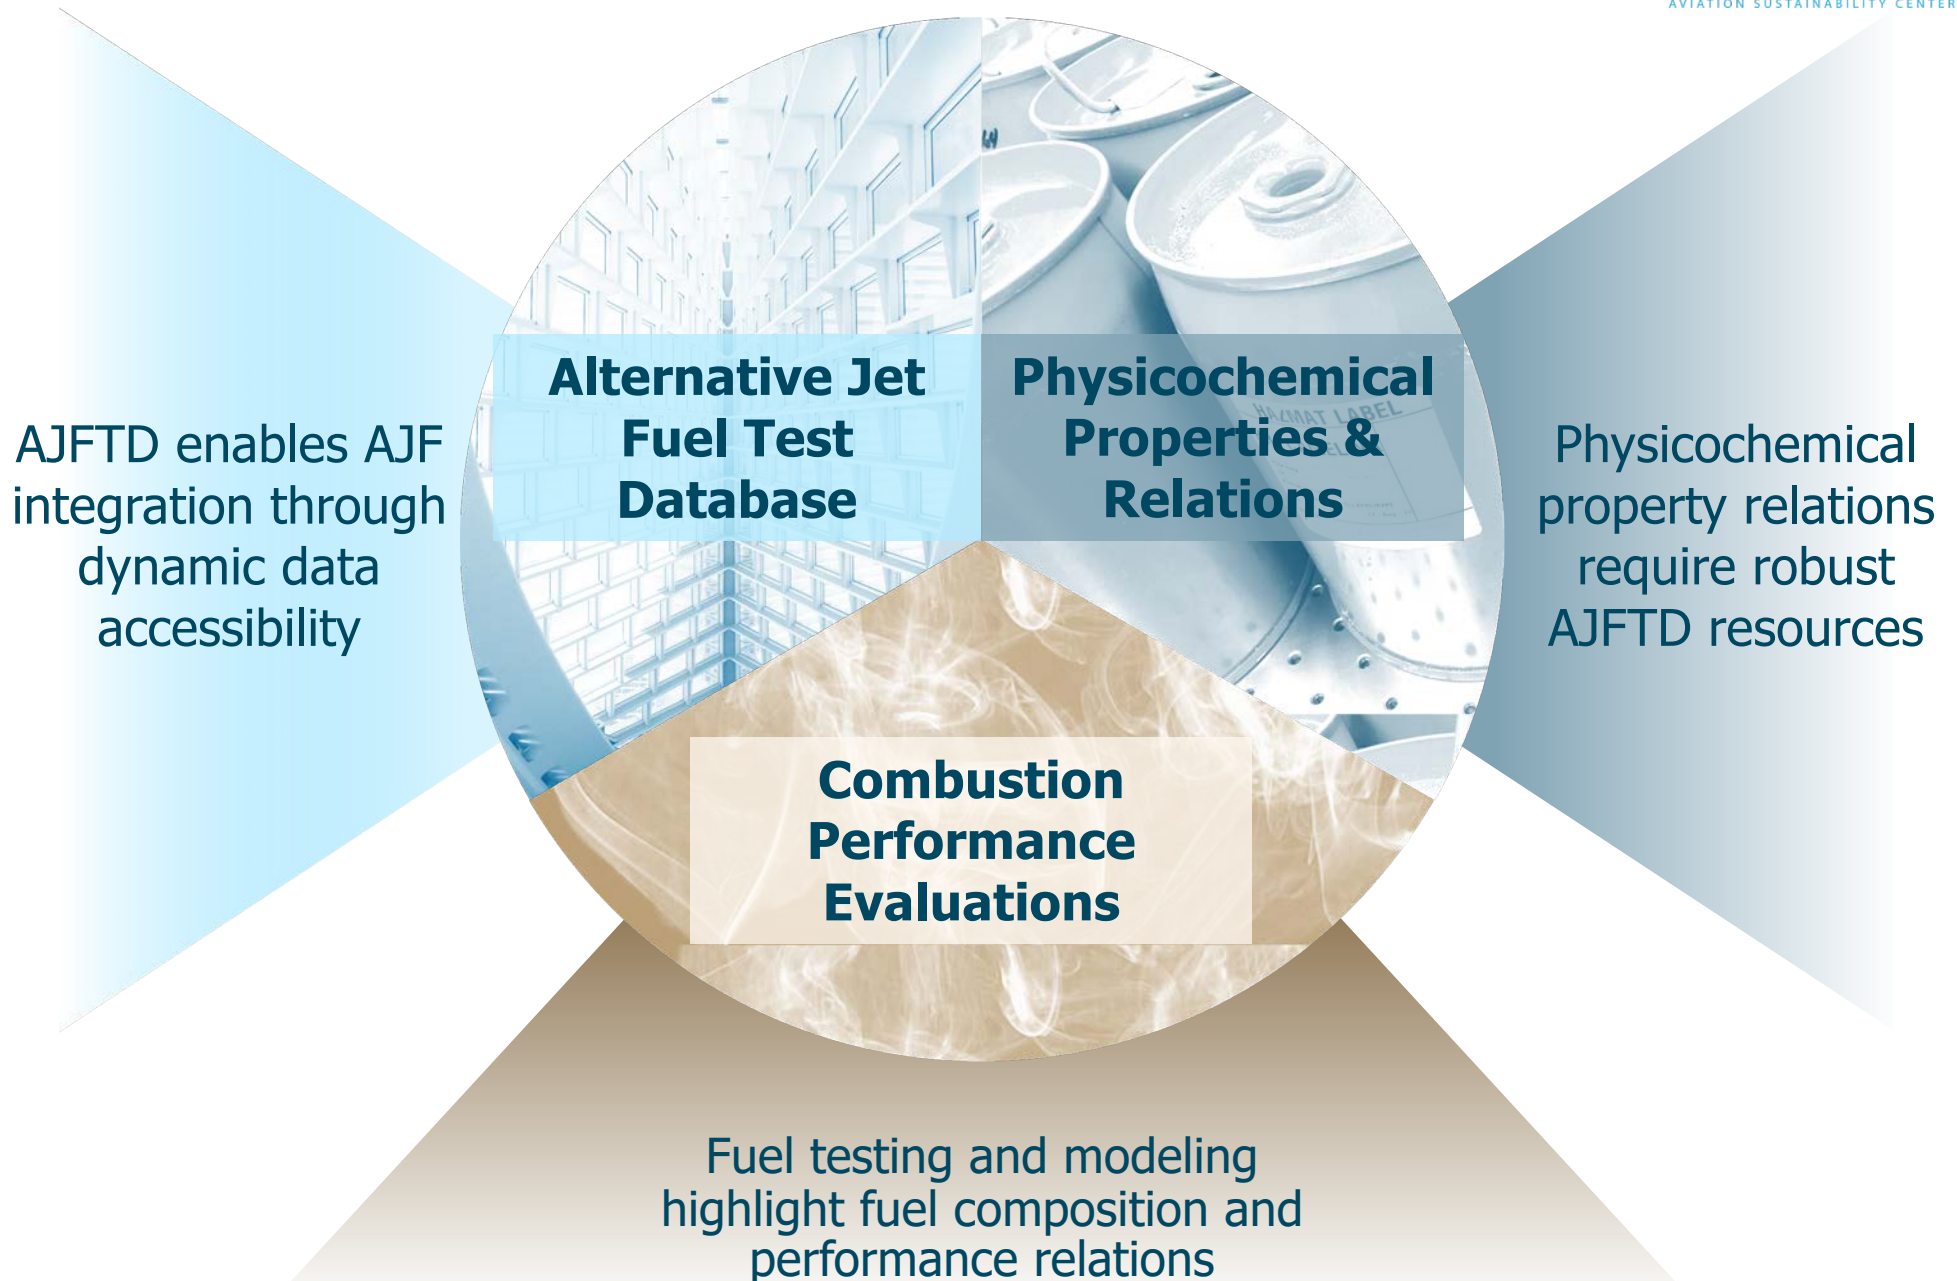 AVIATION SUSTAINABILITY CENTER
Alternative Jet
Fuel Test
Database
Physicochemical
Properties &
Relations
HAZMAT LABEL
AJFTD enables AJF
integration through
dynamic data
accessibility
Physicochemical
property relations
require robust
AJFTD resources
Combustion
Performance
Evaluations
Fuel testing and modeling
highlight fuel composition and
performance relations